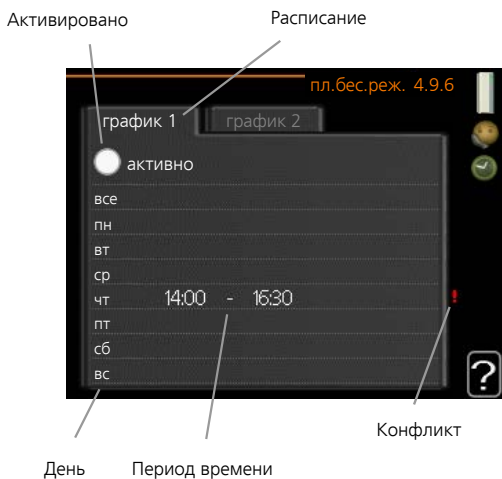 Активировано
Расписание
пл.бес.реж. 4.9.6
график 1
график 2
активно
все
пн
вт
ср
чт 14:00 - 16:30
пт
сб
вс
!
?
Конфликт
День
Период времени